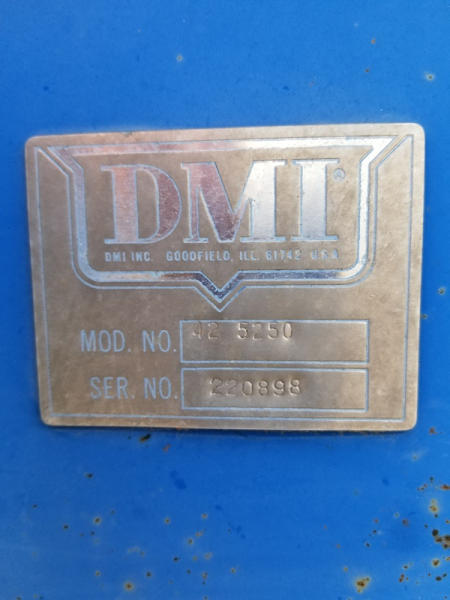 DMI®
DMI INC. GOODFIELD, ILL. 61742 U.S.A.
MOD. NO. 42 5250
SER. NO. 220898